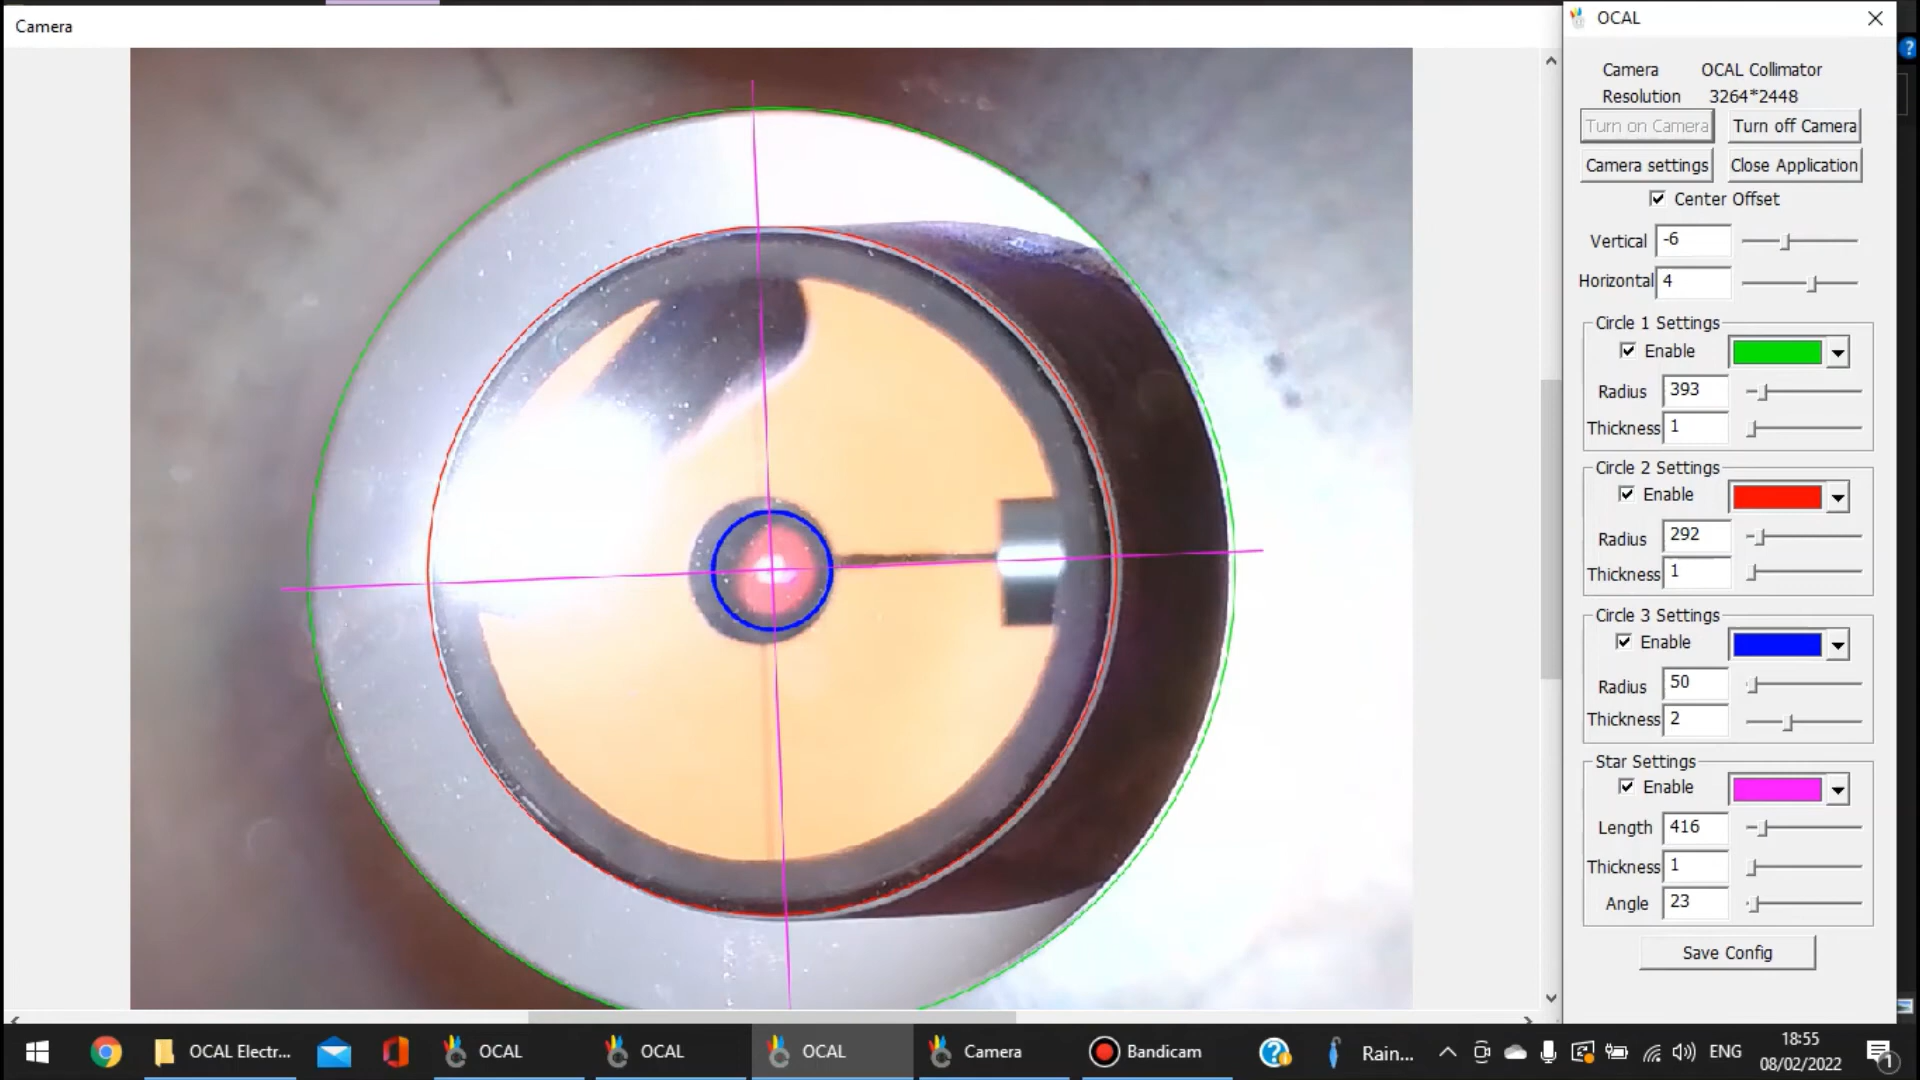 Camera
OCAL
Camera OCAL Collimator
Resolution 3264*2448
Turn on Camera Turn off Camera
Camera settings Close Application
Center Offset
Vertical -6
Horizontal 4
Circle 1 Settings
Enable
Radius 393
Thickness 1
Circle 2 Settings
Enable
Radius 292
Thickness 1
Circle 3 Settings
Enable
Radius 50
Thickness 2
Star Settings
Enable
Length 416
Thickness 1
Angle 23
Save Config
OCAL Electr... OCAL OCAL OCAL Camera Bandicam Rain... ENG 18:55
08/02/2022
1